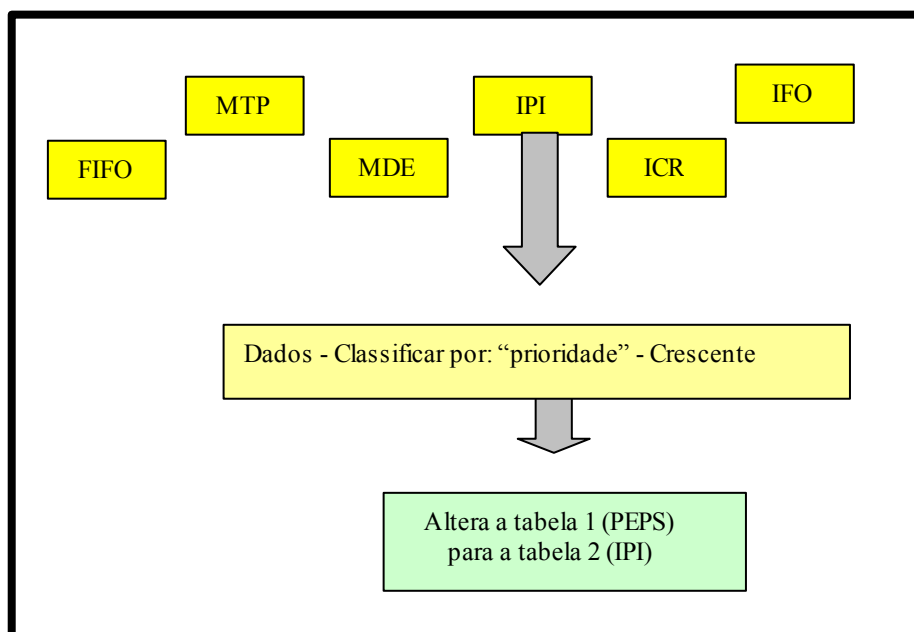 MTP
IPI
IFO
FIFO
MDE
ICR
Dados - Classificar por: “prioridade” - Crescente
Altera a tabela 1 (PEPS)
para a tabela 2 (IPI)